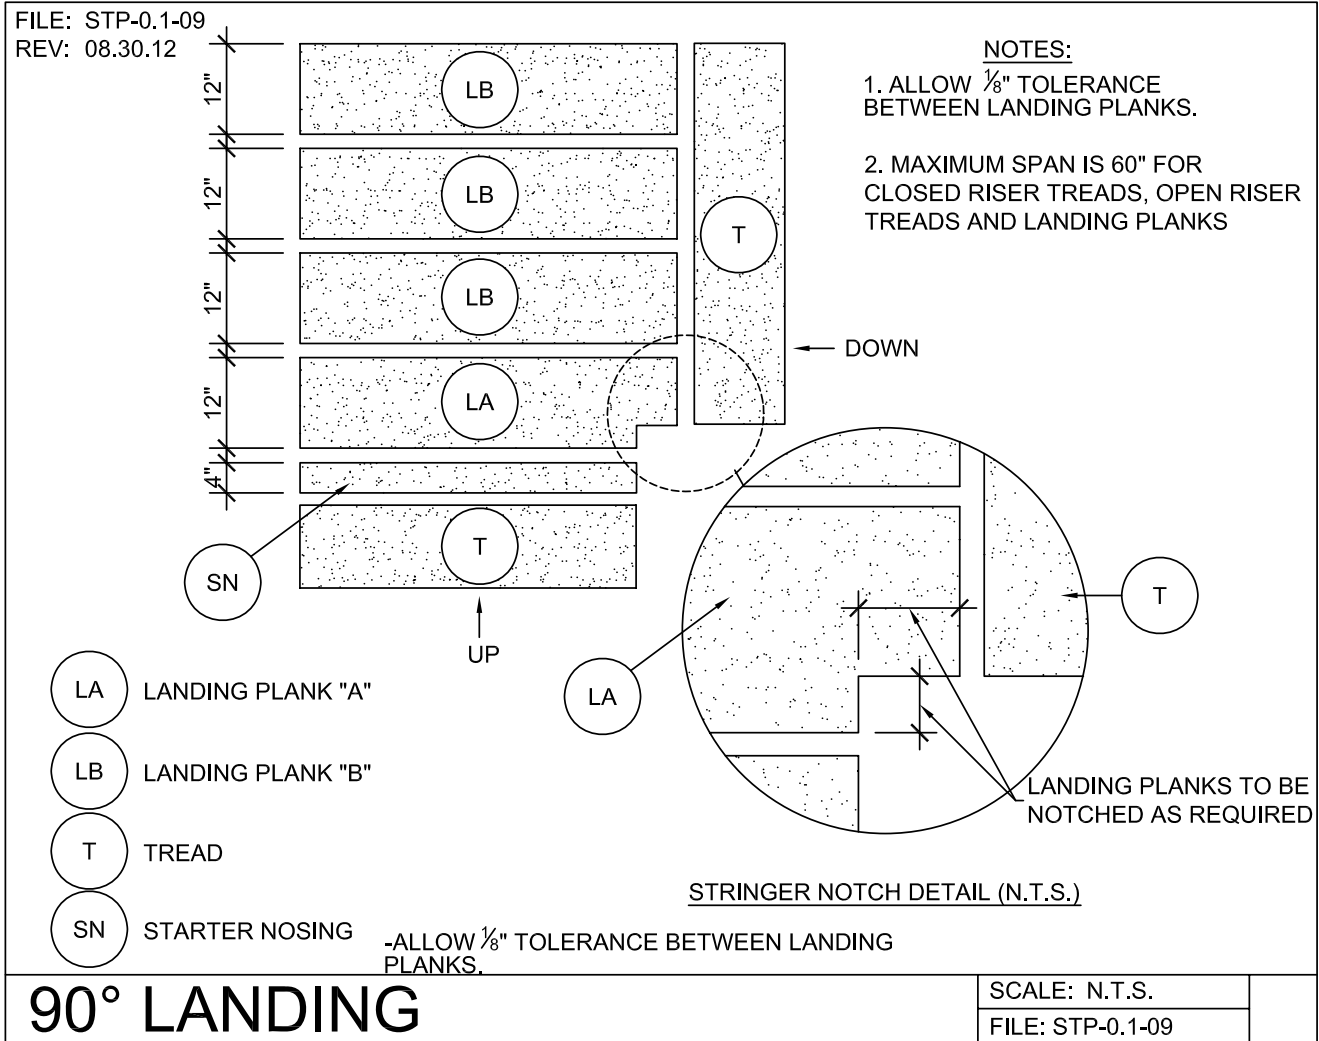 FILE: STP-0.1-09
REV: 08.30.12
12"
12"
12"
12"
4"
LB
LB
LB
LA
T
T
SN
DOWN
UP
NOTES:
1. ALLOW ⅛" TOLERANCE
BETWEEN LANDING PLANKS.
2. MAXIMUM SPAN IS 60" FOR
CLOSED RISER TREADS, OPEN RISER
TREADS AND LANDING PLANKS
LA
T
LANDING PLANKS TO BE
NOTCHED AS REQUIRED
STRINGER NOTCH DETAIL (N.T.S.)
LA LANDING PLANK "A"
LB LANDING PLANK "B"
T TREAD
SN STARTER NOSING
-ALLOW ⅛" TOLERANCE BETWEEN LANDING
PLANKS.
90° LANDING
SCALE: N.T.S.
FILE: STP-0.1-09